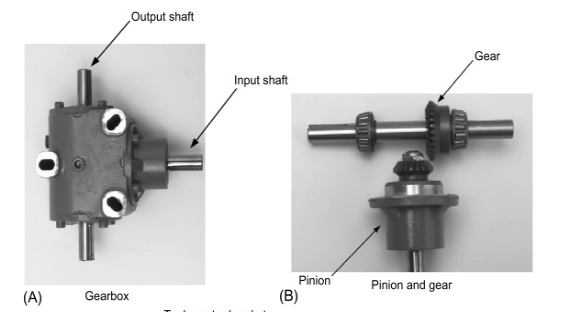 Output shaft
Input shaft
Gear
Pinion
Pinion and gear
(A)
Gearbox
(B)